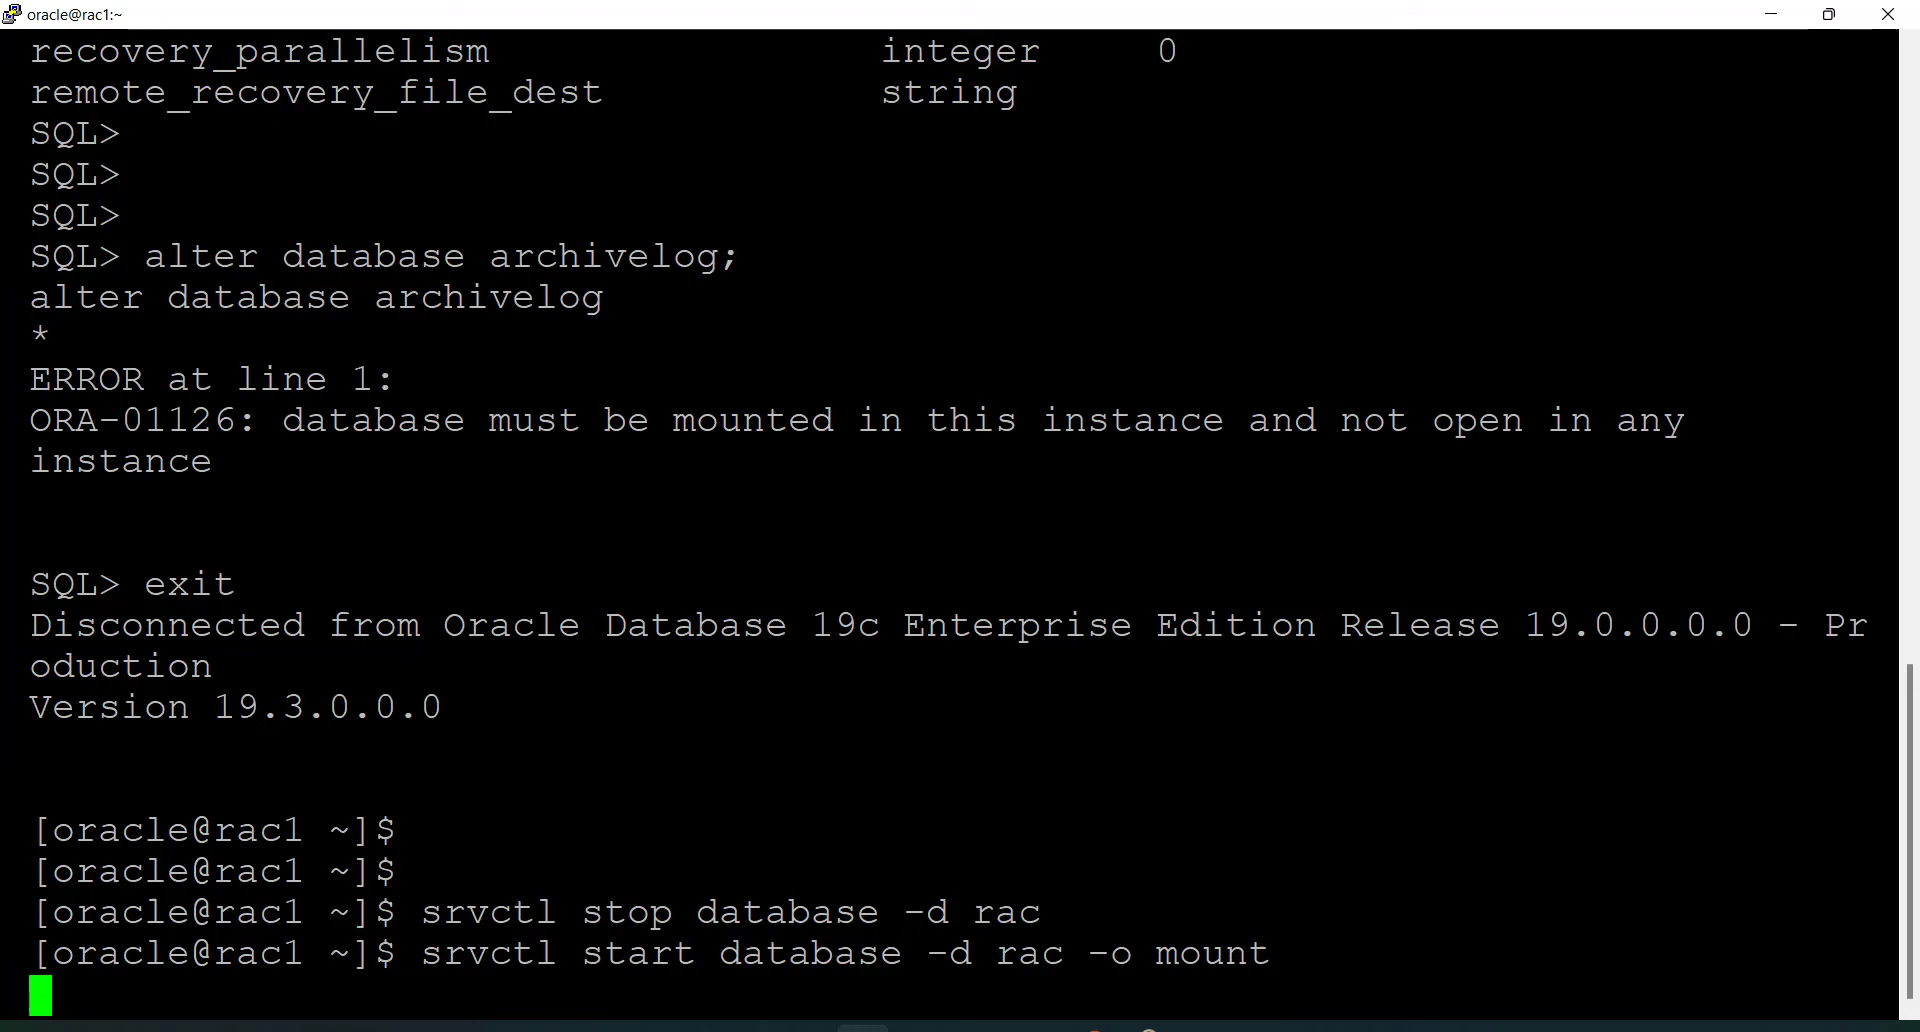 oracle@rac1:~
recovery_parallelism integer 0
remote_recovery_file_dest string
SQL>
SQL>
SQL>
SQL> alter database archivelog;
alter database archivelog
*
ERROR at line 1:
ORA-01126: database must be mounted in this instance and not open in any
instance
SQL> exit
Disconnected from Oracle Database 19c Enterprise Edition Release 19.0.0.0.0 - Pr
oduction
Version 19.3.0.0.0
[oracle@rac1 ~]$
[oracle@rac1 ~]$
[oracle@rac1 ~]$ srvctl stop database -d rac
[oracle@rac1 ~]$ srvctl start database -d rac -o mount